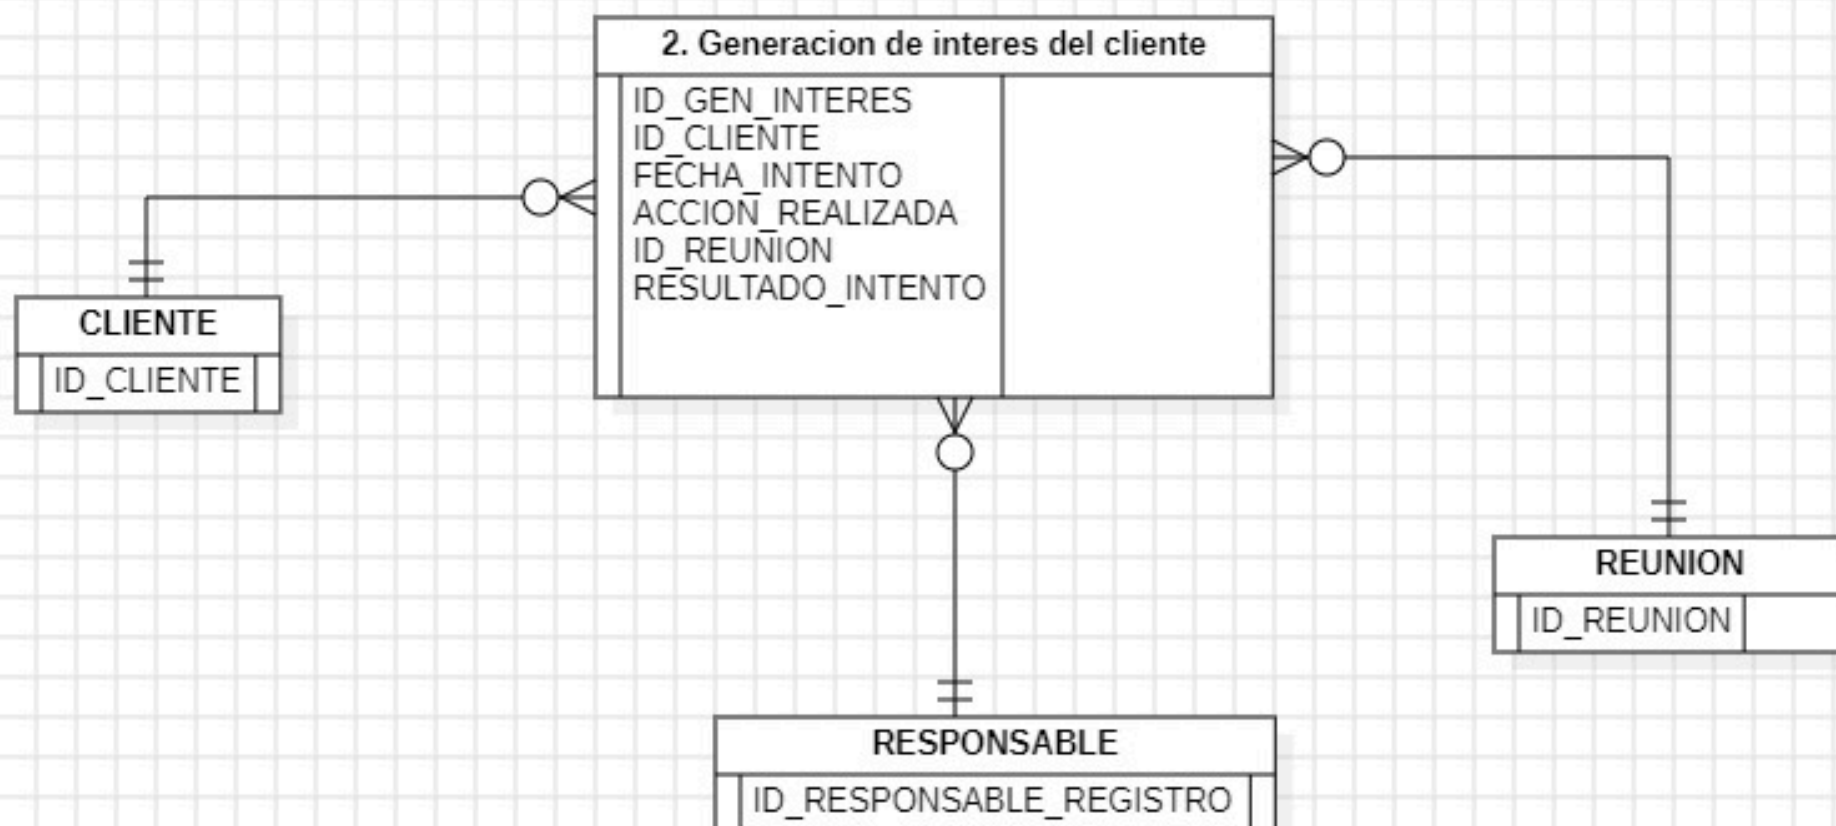 2. Generacion de interes del cliente
ID_GEN_INTERES
ID_CLIENTE
FECHA_INTENTO
ACCION_REALIZADA
ID_REUNION
RESULTADO_INTENTO
CLIENTE
ID_CLIENTE
REUNION
ID_REUNION
RESPONSABLE
ID_RESPONSABLE_REGISTRO